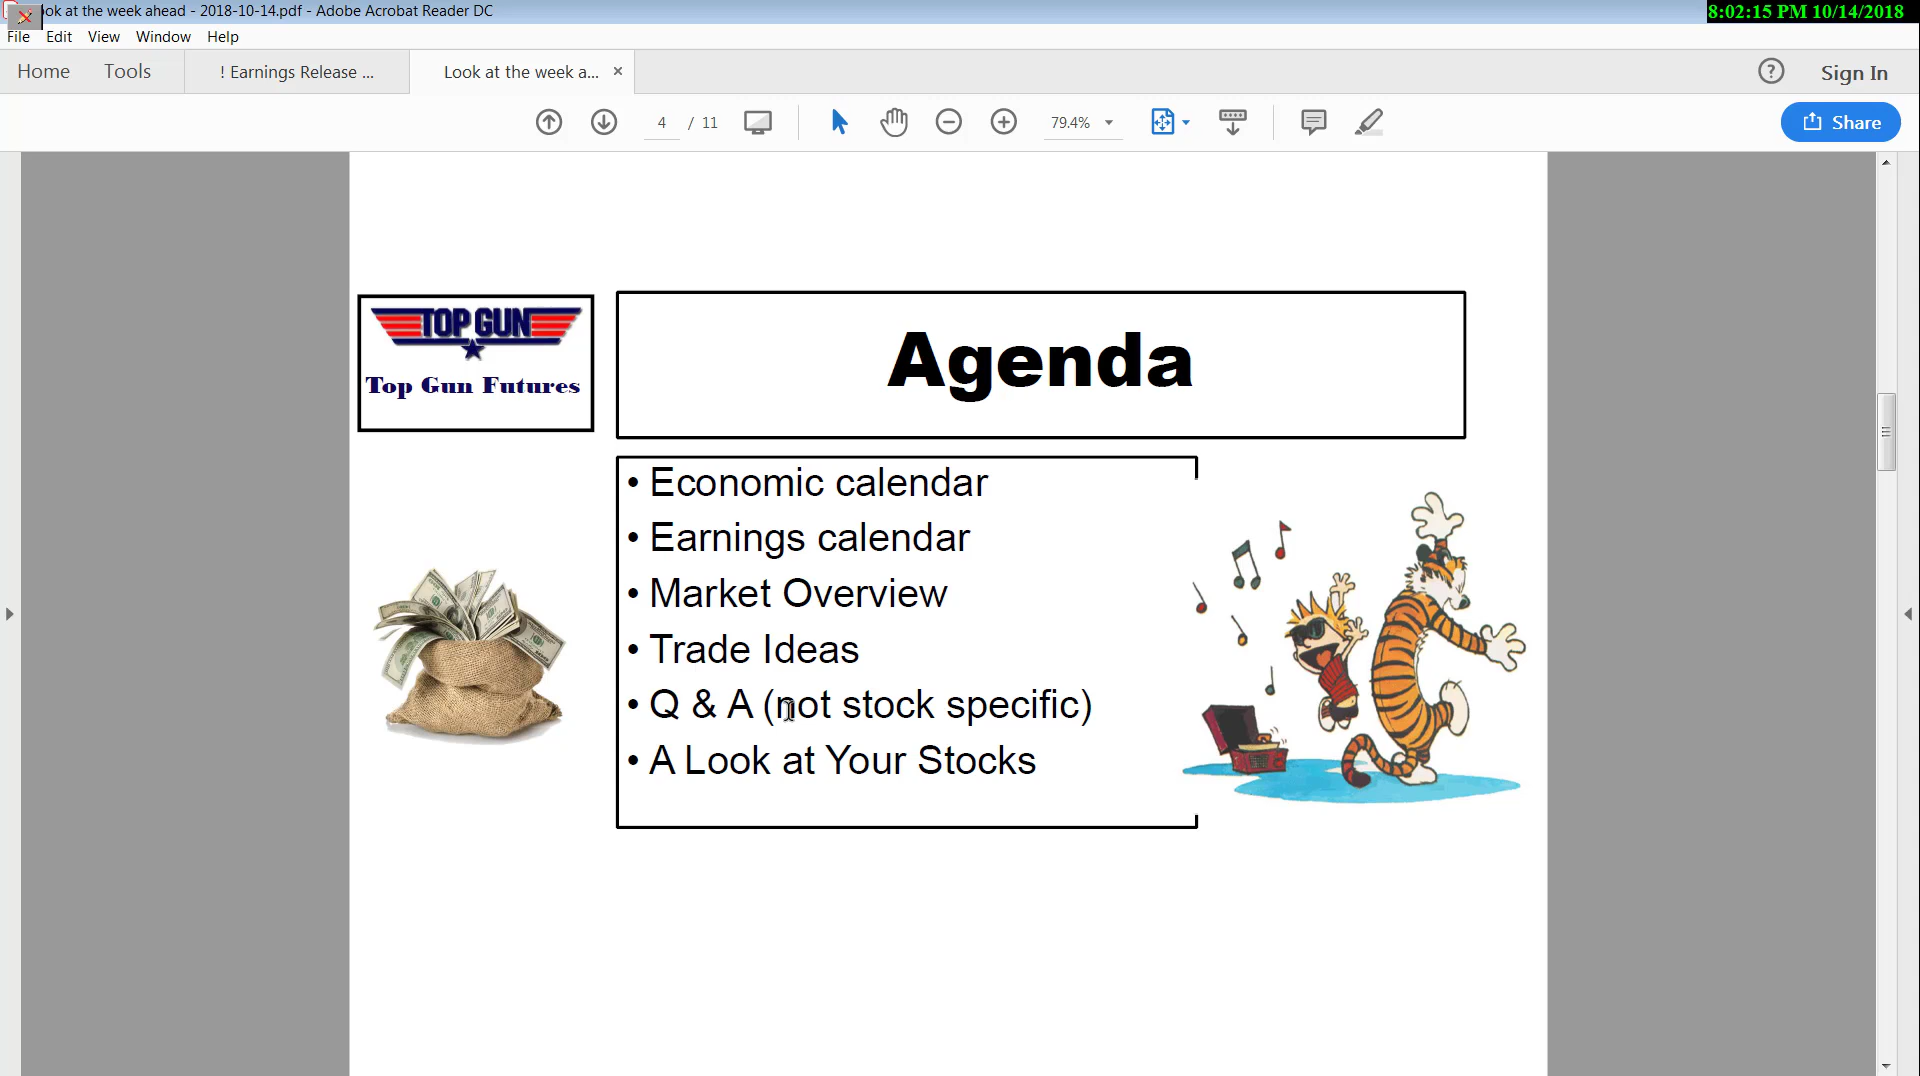 ok at the week ahead - 2018-10-14.pdf - Adobe Acrobat Reader DC
8:02:15 PM 10/14/2018
File Edit View Window Help
Home Tools ! Earnings Release ... Look at the week a... × ? Sign In
4 / 11 79.4% Share
TOP GUN
Top Gun Futures
Agenda
• Economic calendar
• Earnings calendar
• Market Overview
• Trade Ideas
• Q & A (not stock specific)
• A Look at Your Stocks